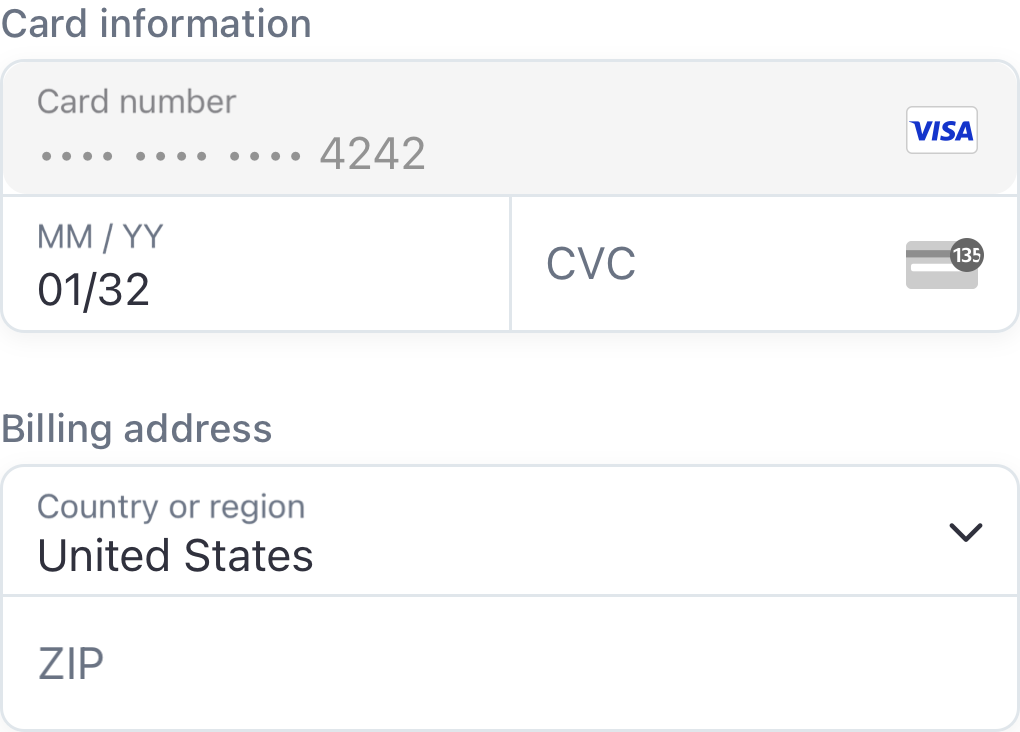 Card information
Card number
•••• •••• •••• 4242
VISA
MM / YY
01/32
CVC
135
Billing address
Country or region
United States
ZIP